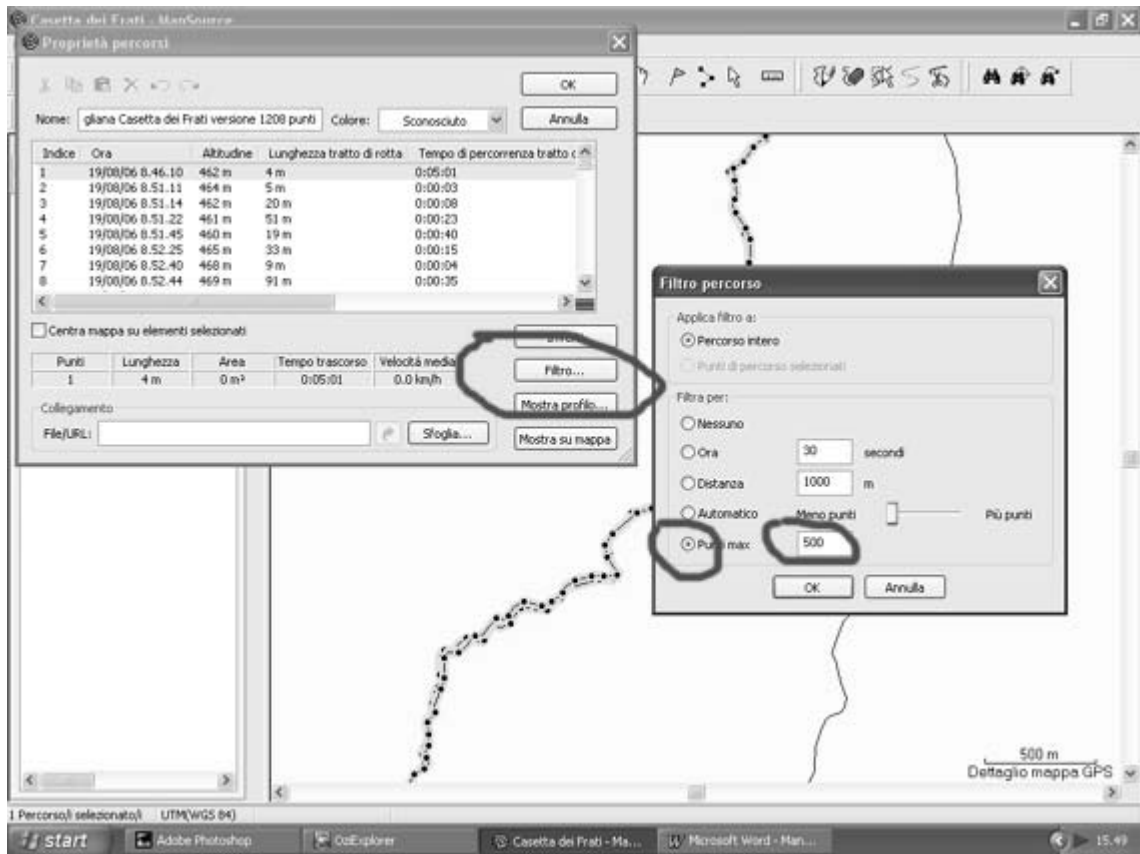 Casetta dei Frati - ManSource
Proprietà percorsi
OK
Nome: gliana Casetta dei Frati versione 1208 punti Colore: Sconosciuto Annulla
Indice Ora Altitudine Lunghezza tratto di rotta Tempo di percorrenza tratto
1 19/08/06 8.46.10 462 m 4 m 0:05:01
2 19/08/06 8.51.11 464 m 5 m 0:00:03
3 19/08/06 8.51.14 462 m 20 m 0:00:08
4 19/08/06 8.51.22 461 m 51 m 0:00:23
5 19/08/06 8.51.45 460 m 19 m 0:00:40
6 19/08/06 8.52.25 465 m 33 m 0:00:15
7 19/08/06 8.52.40 468 m 9 m 0:00:04
8 19/08/06 8.52.44 469 m 91 m 0:00:35
Centra mappa su elementi selezionati
Punti Lunghezza Area Tempo trascorso Velocità media
1 4 m 0 m² 0:05:01 0.0 km/h
Filtro...
Mostra profilo...
Collegamento
File/URL: Sfoglia... Mostra su mappa
Filtro percorso
Applica filtro a:
Percorso intero
Punti di percorso selezionati
Filtra per:
Nessuno
Ora 30 secondi
Distanza 1000 m
Automatico Meno punti Più punti
Punti max 500
OK Annulla
500 m
Dettaglio mappa GPS
1 Percorso/i selezionato/i UTM(WGS 84)
start Adobe Photoshop OziExplorer Casetta dei Frati - Ma... Microsoft Word - Man... 15.49